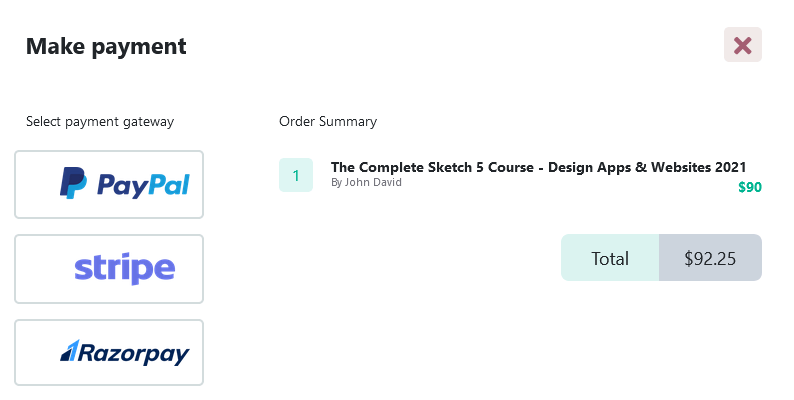 Make payment
Select payment gateway
PayPal
stripe
Razorpay
Order Summary
1
The Complete Sketch 5 Course - Design Apps & Websites 2021
By John David
$90
Total $92.25